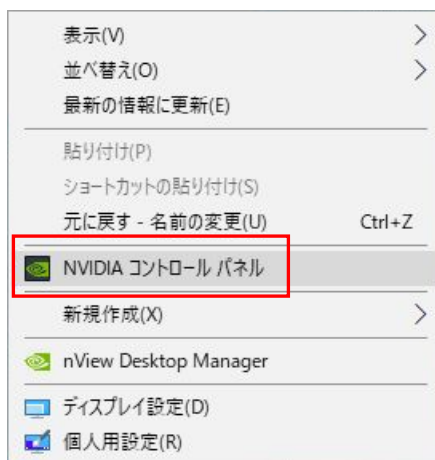 表示(V)
並べ替え(O)
最新の情報に更新(E)
貼り付け(P)
ショートカットの貼り付け(S)
元に戻す - 名前の変更(U) Ctrl+Z
NVIDIA コントロール パネル
新規作成(X)
nView Desktop Manager
ディスプレイ設定(D)
個人用設定(R)